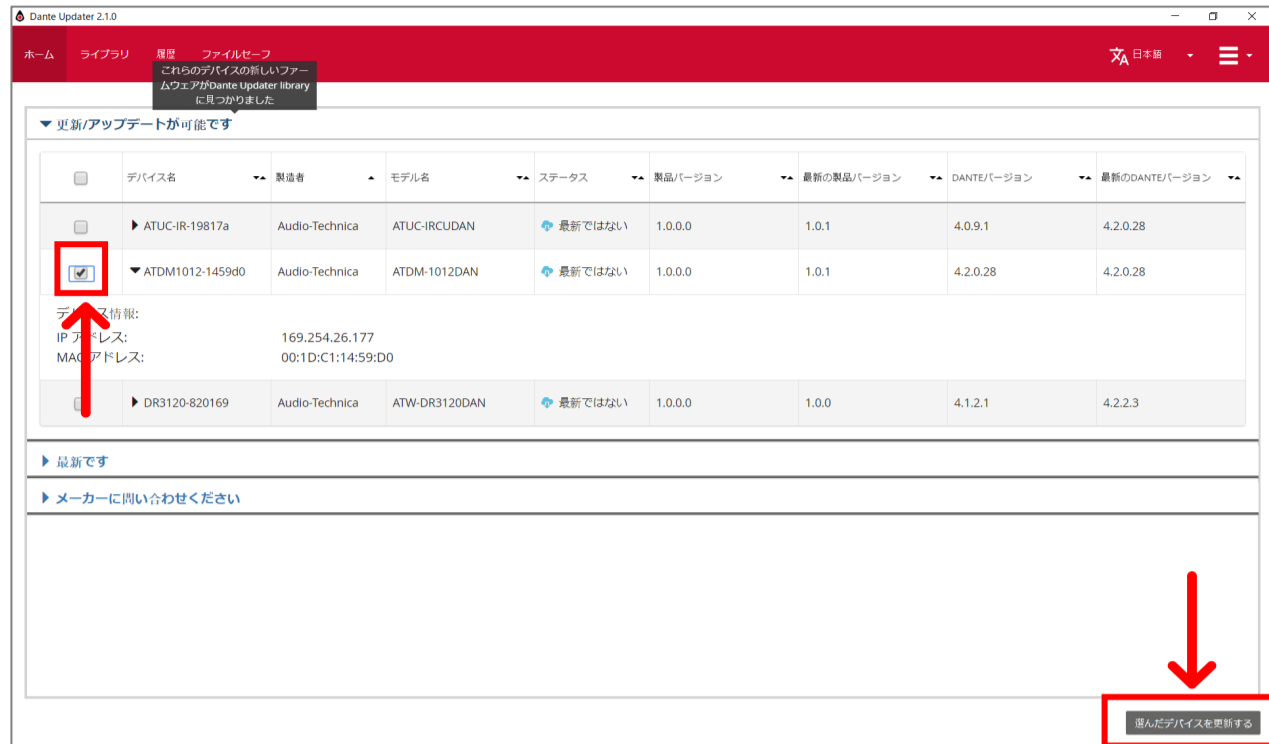 Dante Updater 2.1.0
ホーム ライブラリ 履歴 ファイルセーフ 日本語
これらのデバイスの新しいファー
ムウェアがDante Updater library
に見つかりました
更新/アップデートが可能です
デバイス名 製造者 モデル名 ステータス 製品バージョン 最新の製品バージョン DANTEバージョン 最新のDANTEバージョン
ATUC-IR-19817a Audio-Technica ATUC-IRCUDAN 最新ではない 1.0.0.0 1.0.1 4.0.9.1 4.2.0.28
ATDM1012-1459d0 Audio-Technica ATDM-1012DAN 最新ではない 1.0.0.0 1.0.1 4.2.0.28 4.2.0.28
デバイス情報:
IP アドレス: 169.254.26.177
MAC アドレス: 00:1D:C1:14:59:D0
DR3120-820169 Audio-Technica ATW-DR3120DAN 最新ではない 1.0.0.0 1.0.0 4.1.2.1 4.2.2.3
最新です
メーカーに問い合わせください
選んだデバイスを更新する